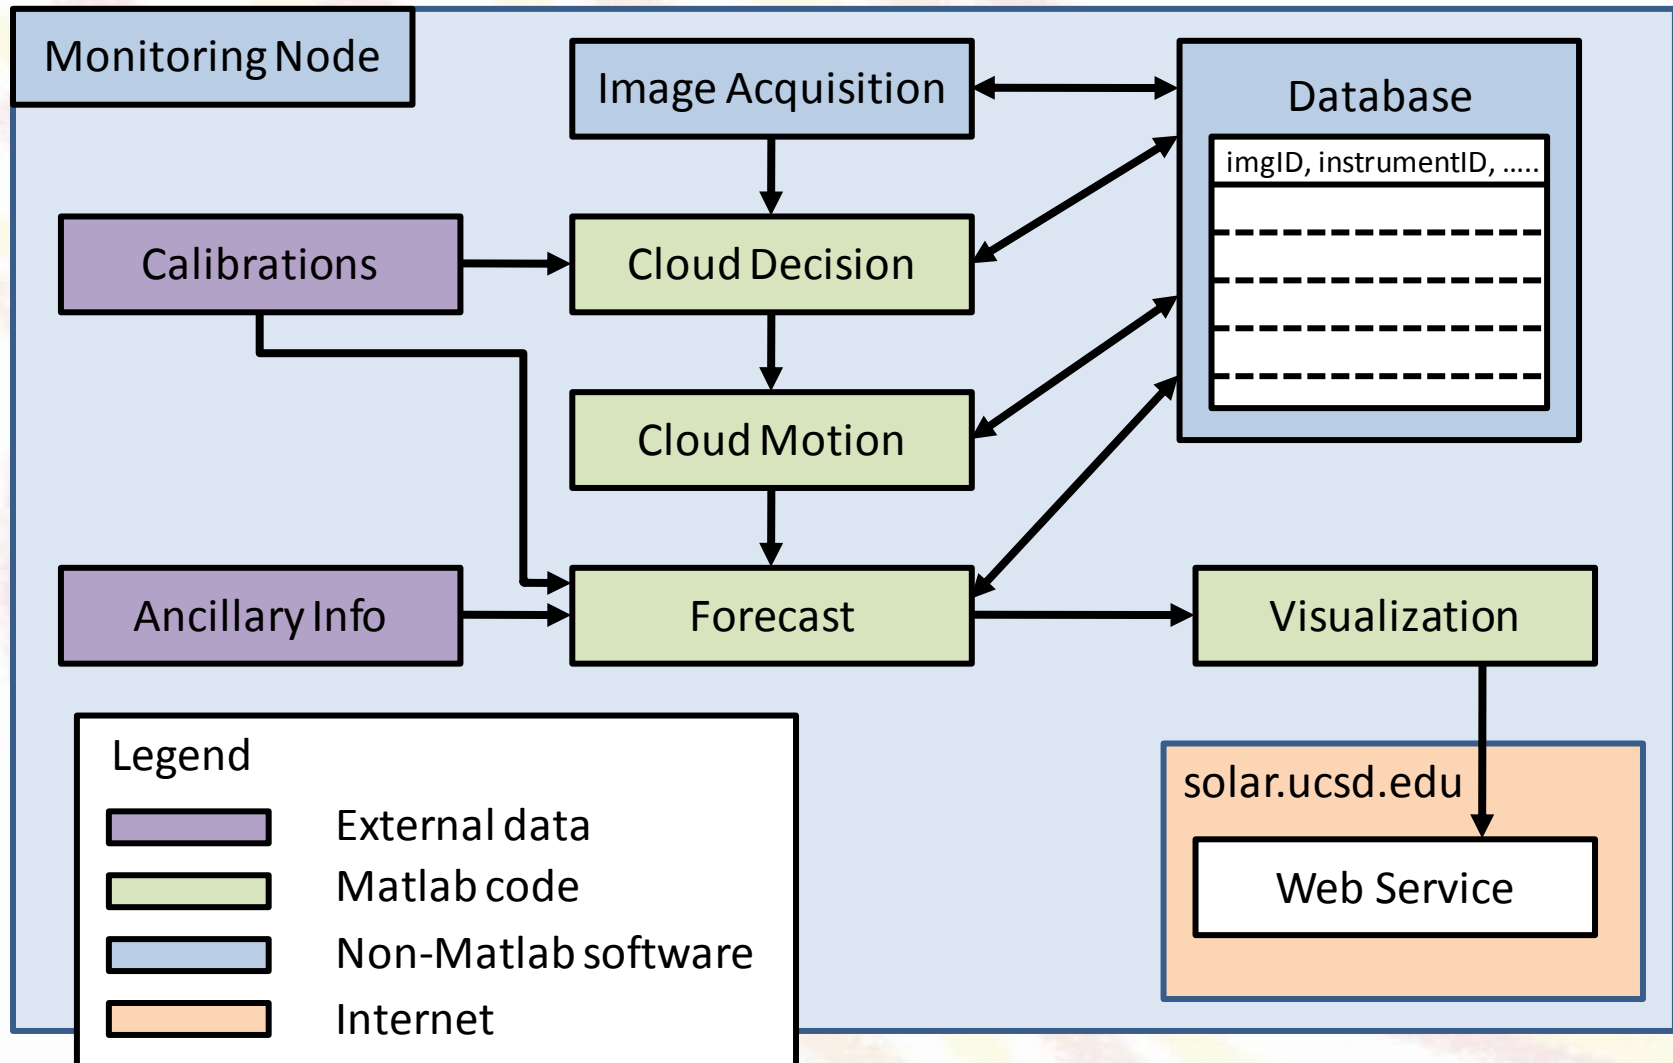 Monitoring Node
Image Acquisition
Database
imgID, instrumentID, .....
Calibrations
Cloud Decision
Cloud Motion
Ancillary Info
Forecast
Visualization
solar.ucsd.edu
Web Service
Legend
External data
Matlab code
Non-Matlab software
Internet